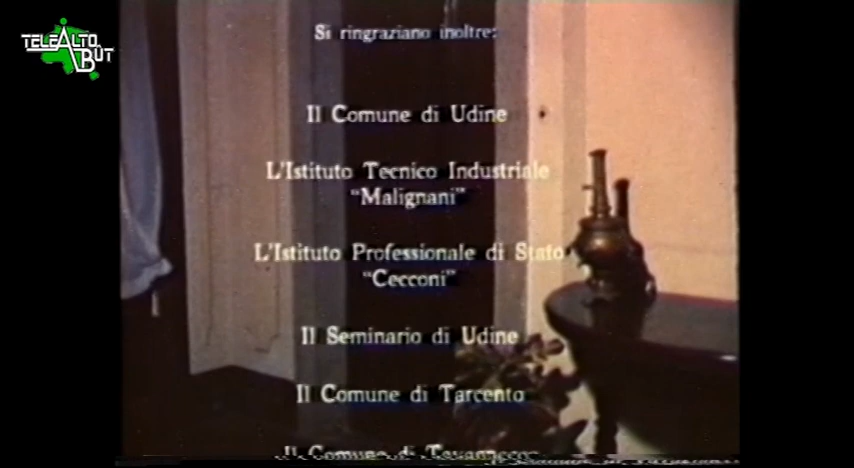 TELEALTO
BÛT
Si ringraziano inoltre:
Il Comune di Udine
L'Istituto Tecnico Industriale
“Malignani”
L'Istituto Professionale di Stato
“Cecconi”
Il Seminario di Udine
Il Comune di Tarcento
Il Comune di